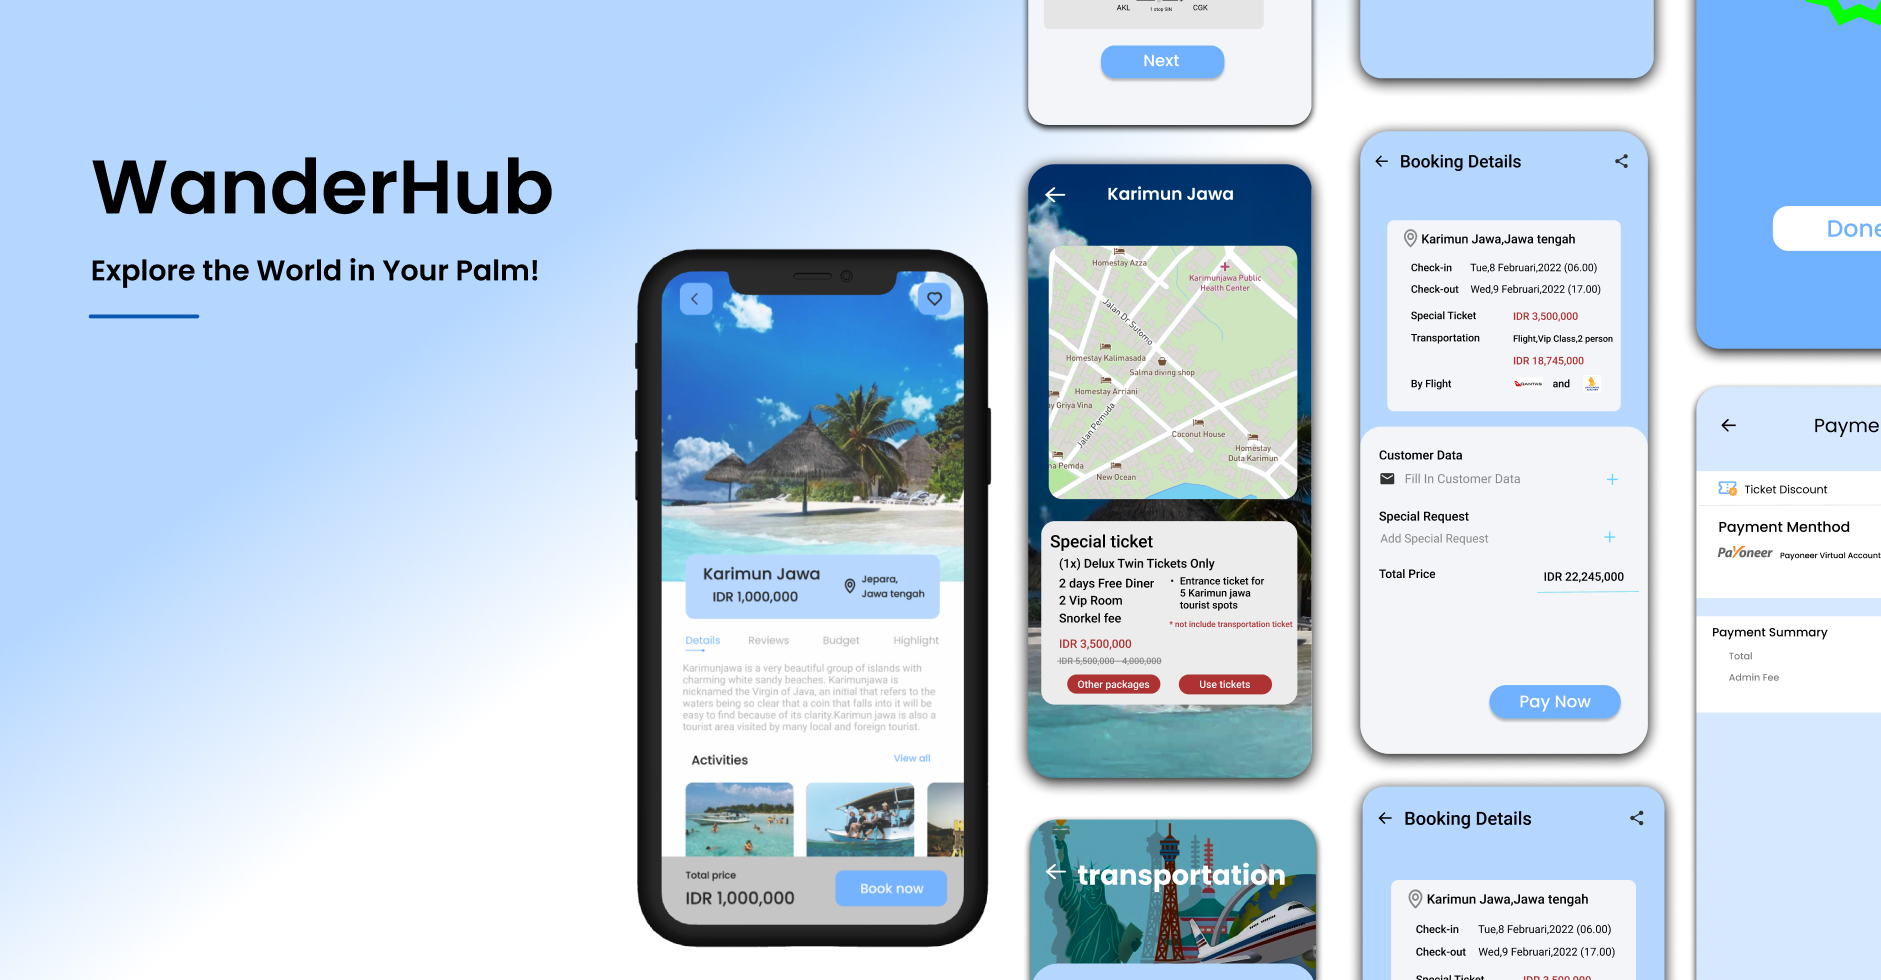 WanderHub
Explore the World in Your Palm!
Karimun Jawa
IDR 1,000,000
Jepara,
Jawa tengah
Details Reviews Budget Highlight
Karimunjawa is a very beautiful group of islands with
charming white sandy beaches. Karimunjawa is
nicknamed the Virgin of Java, an initial that refers to the
waters being so clear that a coin that falls into it will be
easy to find because of its clarity.Karimun jawa is also a
tourist area visited by many local and foreign tourist.
Activities View all
Total price
IDR 1,000,000
Book now
AKL 1 stop SIN CGK
Next
Karimun Jawa
Homestay Azza
Karimunjawa Public
Health Center
Jalan Dr Sutomo
Homestay Kalimasada
Salma diving shop
Homestay Arriani
ay Griya Vina
Jalan Pemuda
Coconut House
Homestay
Duta Karimun
na Pemda
New Ocean
Special ticket
(1x) Delux Twin Tickets Only
2 days Free Diner
2 Vip Room
Snorkel fee
• Entrance ticket for
5 Karimun jawa
tourist spots
* not include transportation ticket
IDR 3,500,000
IDR 5,500,000 - 4,000,000
Other packages Use tickets
transportation
Booking Details
Karimun Jawa,Jawa tengah
Check-in Tue,8 Februari,2022 (06.00)
Check-out Wed,9 Februari,2022 (17.00)
Special Ticket IDR 3,500,000
Transportation Flight,Vip Class,2 person
IDR 18,745,000
By Flight QANTAS and
Customer Data
Fill In Customer Data
Special Request
Add Special Request
Total Price IDR 22,245,000
Pay Now
Booking Details
Karimun Jawa,Jawa tengah
Check-in Tue,8 Februari,2022 (06.00)
Check-out Wed,9 Februari,2022 (17.00)
Special Ticket IDR 3,500,000
Done
Payme
Ticket Discount
Payment Menthod
Payoneer Payoneer Virtual Account
Payment Summary
Total
Admin Fee